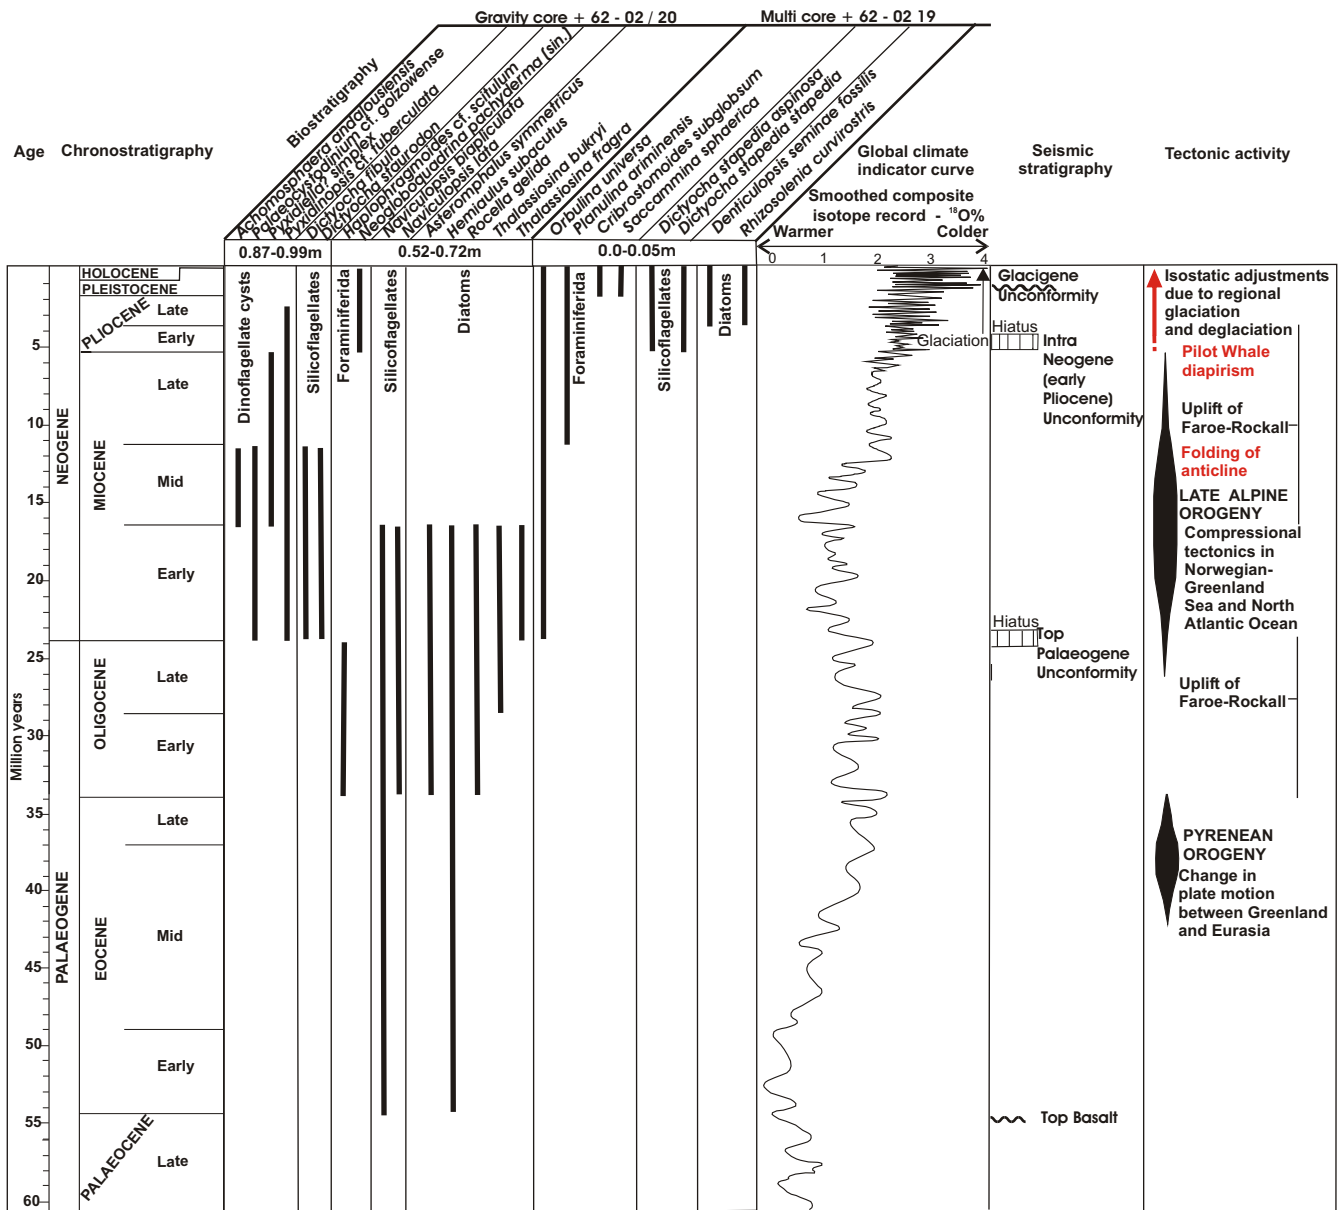 Gravity core + 62 - 02 / 20
Multi core + 62 - 02 19
Biostratigraphy
Achomosphaera andalousiensis
Palaeocystodinium cf. golzowense
Pyxidiella? simplex
Pyxidinopsis cf. tuberculata
Dictyocha fibula
Dictyocha staurodon
Haplophragmoides cf. scitulum
Neogloboquadrina pachyderma (sin.)
Naviculopsis biapliculata
Naviculopsis lata
Asteromphalus symmetricus
Hemiaulus subacutus
Rocella gelida
Thalassiosina bukryi
Thalassiosina fragra
Orbulina universa
Planulina ariminensis
Cribrostomoides subglobsum
Saccammina sphaerica
Dictyocha stapedia aspinosa
Dictyocha stapedia stapedia
Denticulopsis seminae fossilis
Rhizosolenia curvirostris
Age
Chronostratigraphy
Global climate
indicator curve
Smoothed composite
isotope record - ¹⁸O%
Warmer
Colder
Seismic
stratigraphy
Tectonic activity
0.87-0.99m
0.52-0.72m
0.0-0.05m
0
1
2
3
4
Million years
5
10
15
20
25
30
35
40
45
50
55
60
NEOGENE
PALAEOGENE
HOLOCENE
PLEISTOCENE
PLIOCENE
Late
Early
MIOCENE
Late
Mid
Early
OLIGOCENE
Late
Early
EOCENE
Late
Mid
Early
PALAEOCENE
Late
Dinoflagellate cysts
Silicoflagellates
Foraminiferida
Silicoflagellates
Diatoms
Foraminiferida
Silicoflagellates
Diatoms
Glaciation
Glacigene
Unconformity
Hiatus
Intra
Neogene
(early
Pliocene)
Unconformity
Hiatus
Top
Palaeogene
Unconformity
Top Basalt
Isostatic adjustments
due to regional
glaciation
and deglaciation
Pilot Whale
diapirism
Uplift of
Faroe-Rockall
Folding of
anticline
LATE ALPINE
OROGENY
Compressional
tectonics in
Norwegian-
Greenland
Sea and North
Atlantic Ocean
Uplift of
Faroe-Rockall
PYRENEAN
OROGENY
Change in
plate motion
between Greenland
and Eurasia